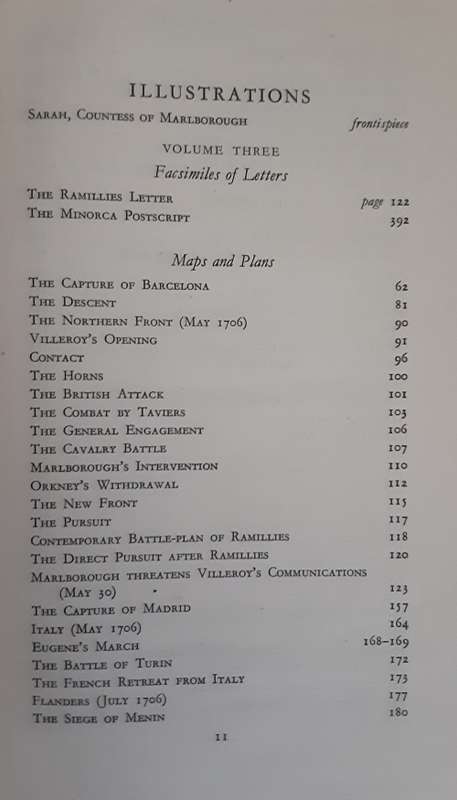 ILLUSTRATIONS
SARAH, COUNTESS OF MARLBOROUGH frontispiece
VOLUME THREE
Facsimiles of Letters
THE RAMILLIES LETTER page 122
THE MINORCA POSTSCRIPT 392
Maps and Plans
THE CAPTURE OF BARCELONA 62
THE DESCENT 81
THE NORTHERN FRONT (MAY 1706) 90
VILLEROY'S OPENING 91
CONTACT 96
THE HORNS 100
THE BRITISH ATTACK 101
THE COMBAT BY TAVIERS 103
THE GENERAL ENGAGEMENT 106
THE CAVALRY BATTLE 107
MARLBOROUGH'S INTERVENTION 110
ORKNEY'S WITHDRAWAL 112
THE NEW FRONT 115
THE PURSUIT 117
CONTEMPORARY BATTLE-PLAN OF RAMILLIES 118
THE DIRECT PURSUIT AFTER RAMILLIES 120
MARLBOROUGH THREATENS VILLEROY'S COMMUNICATIONS
(MAY 30) 123
THE CAPTURE OF MADRID 157
ITALY (MAY 1706) 164
EUGENE'S MARCH 168–169
THE BATTLE OF TURIN 172
THE FRENCH RETREAT FROM ITALY 173
FLANDERS (JULY 1706) 177
THE SIEGE OF MENIN 180
11